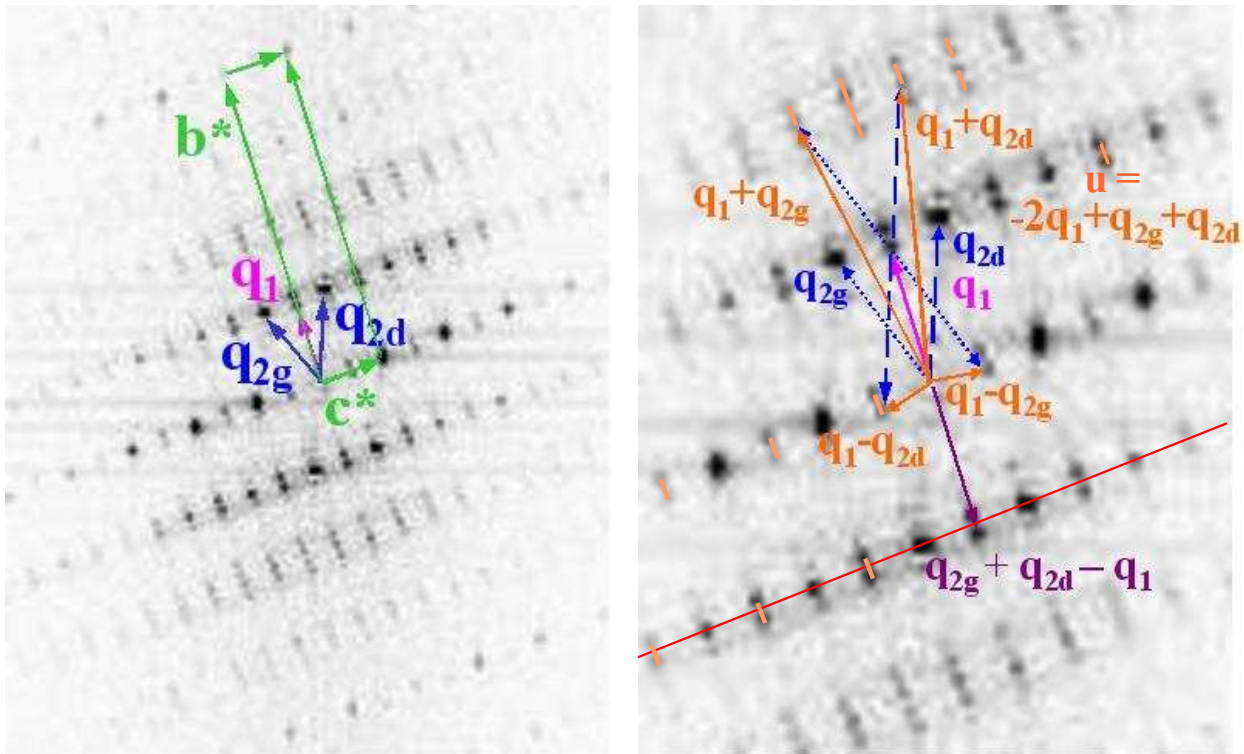 b*
q₁
q₂d
q₂g
c*
q₁+q₂d
q₁+q₂g
u =
-2q₁+q₂g+q₂d
q₂d
q₂g
q₁
q₁-q₂g
q₁-q₂d
q₂g + q₂d – q₁